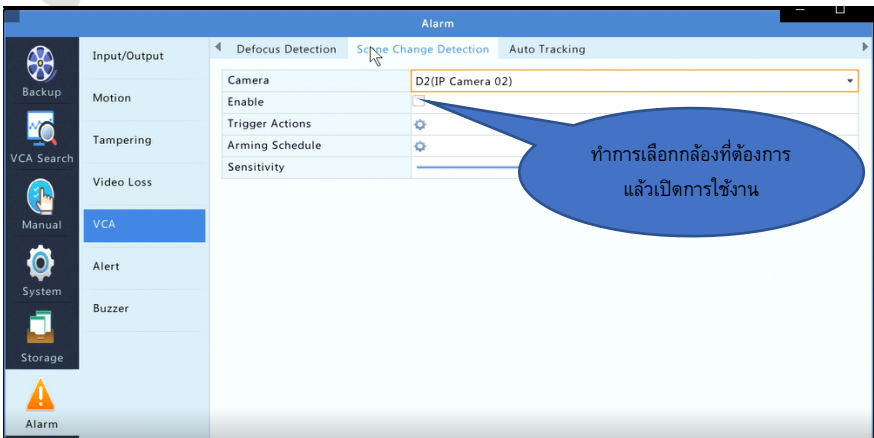 Alarm
Backup
VCA Search
Manual
System
Storage
Alarm
Input/Output
Motion
Tampering
Video Loss
VCA
Alert
Buzzer
Defocus Detection Scene Change Detection Auto Tracking
Camera D2(IP Camera 02)
Enable
Trigger Actions
Arming Schedule
Sensitivity
ทำการเลือกกล้องที่ต้องการ
แล้วเปิดการใช้งาน